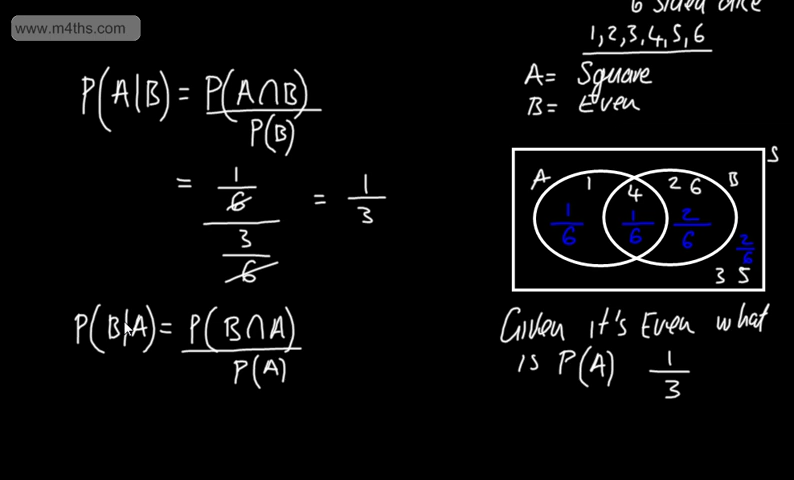 www.m4ths.com
6 sided dice
1,2,3,4,5,6
A= Square
B= Even
P(A|B) = P(A∩B)
P(B)
= 1/6
3/6
= 1/3
S
A 1 4 2 6 B
1/6 1/6 2/6 2/6
3 5
P(B|A) = P(B∩A)
P(A)
Given it's Even what
is P(A) 1/3